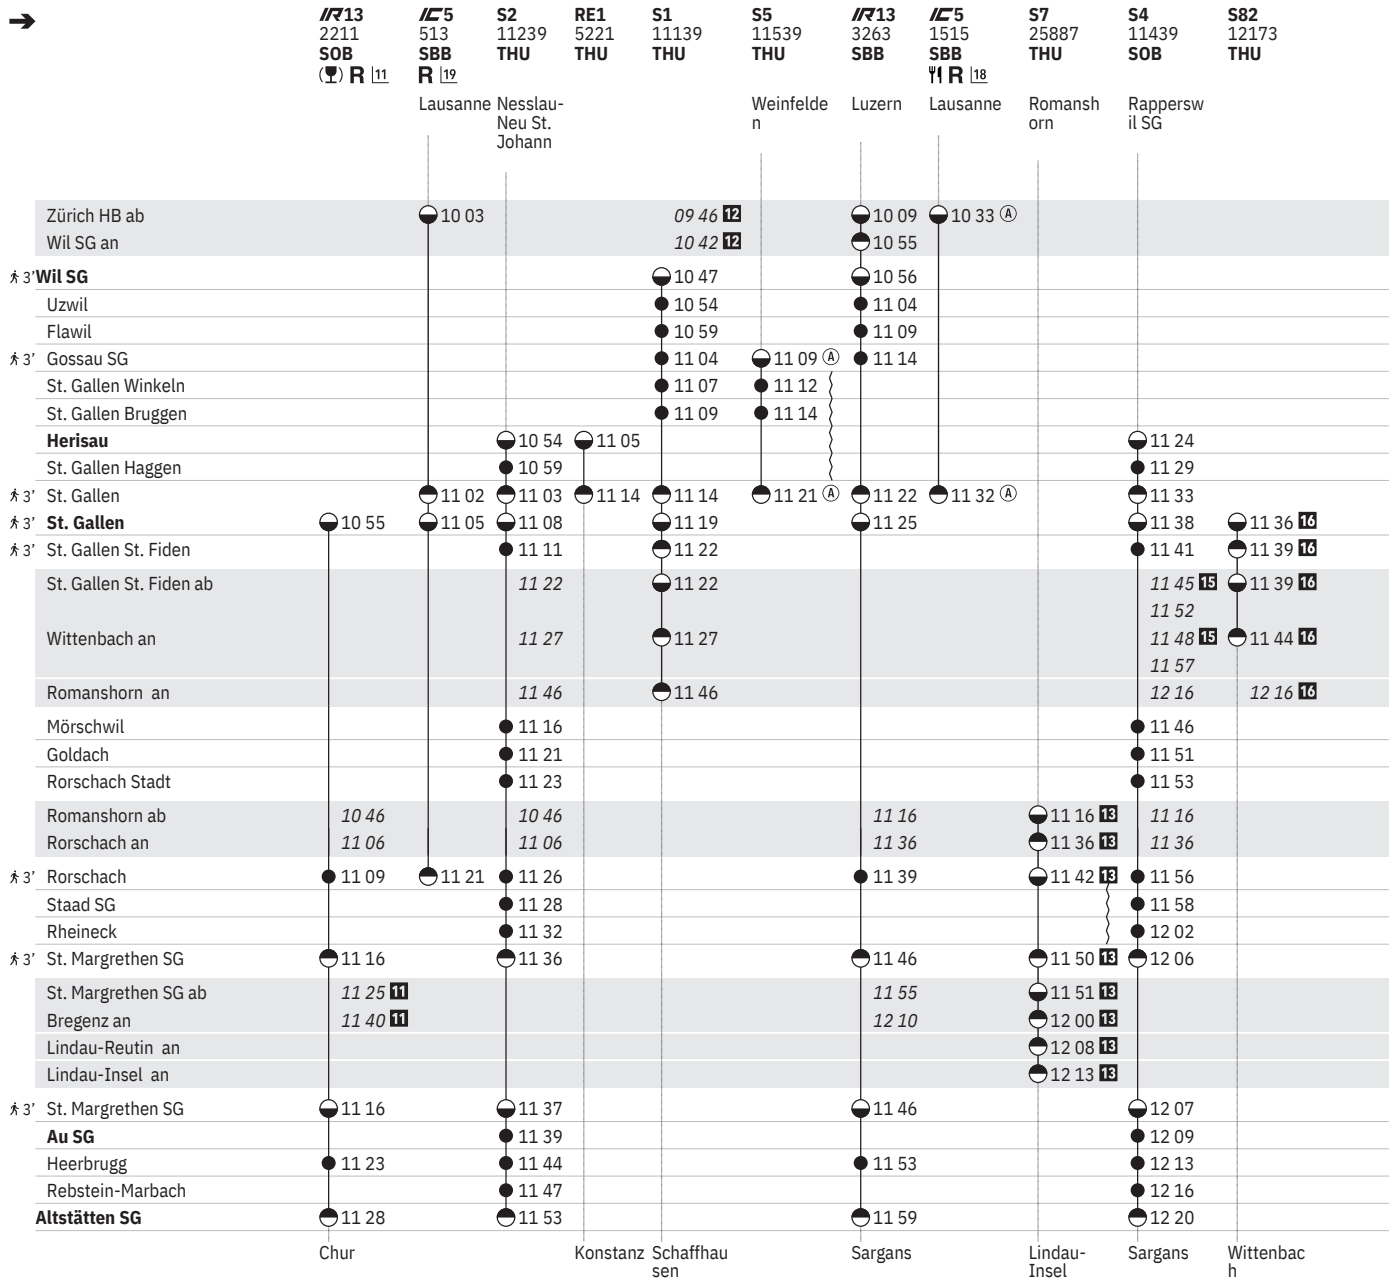 IR13 IC5 S2 RE1 S1 S5 IR13 IC5 S7 S4 S82
2211 513 11239 5221 11139 11539 3263 1515 25887 11439 12173
SOB SBB THU THU THU THU SBB SBB THU SOB THU
R 11 R 19 R 18
Lausanne Nesslau- Weinfelde Luzern Lausanne Romansh Rappersw
Neu St. n orn il SG
Johann
Zürich HB ab 10 03 09 46 12 10 09 10 33 A
Wil SG an 10 42 12 10 55
3' Wil SG 10 47 10 56
Uzwil 10 54 11 04
Flawil 10 59 11 09
3' Gossau SG 11 04 11 09 A 11 14
St. Gallen Winkeln 11 07 11 12
St. Gallen Bruggen 11 09 11 14
Herisau 10 54 11 05 11 24
St. Gallen Haggen 10 59 11 29
3' St. Gallen 11 02 11 03 11 14 11 14 11 21 A 11 22 11 32 A 11 33
3' St. Gallen 10 55 11 05 11 08 11 19 11 25 11 38 11 36 16
3' St. Gallen St. Fiden 11 11 11 22 11 41 11 39 16
St. Gallen St. Fiden ab 11 22 11 22 11 45 15 11 39 16
11 52
Wittenbach an 11 27 11 27 11 48 15 11 44 16
11 57
Romanshorn an 11 46 11 46 12 16 12 16 16
Mörschwil 11 16 11 46
Goldach 11 21 11 51
Rorschach Stadt 11 23 11 53
Romanshorn ab 10 46 10 46 11 16 11 16 13 11 16
Rorschach an 11 06 11 06 11 36 11 36 13 11 36
3' Rorschach 11 09 11 21 11 26 11 39 11 42 13 11 56
Staad SG 11 28 11 58
Rheineck 11 32 12 02
3' St. Margrethen SG 11 16 11 36 11 46 11 50 13 12 06
St. Margrethen SG ab 11 25 11 11 55 11 51 13
Bregenz an 11 40 11 12 10 12 00 13
Lindau-Reutin an 12 08 13
Lindau-Insel an 12 13 13
3' St. Margrethen SG 11 16 11 37 11 46 12 07
Au SG 11 39 12 09
Heerbrugg 11 23 11 44 11 53 12 13
Rebstein-Marbach 11 47 12 16
Altstätten SG 11 28 11 53 11 59 12 20
Chur Konstanz Schaffhau Sargans Lindau- Sargans Wittenbac
sen Insel h